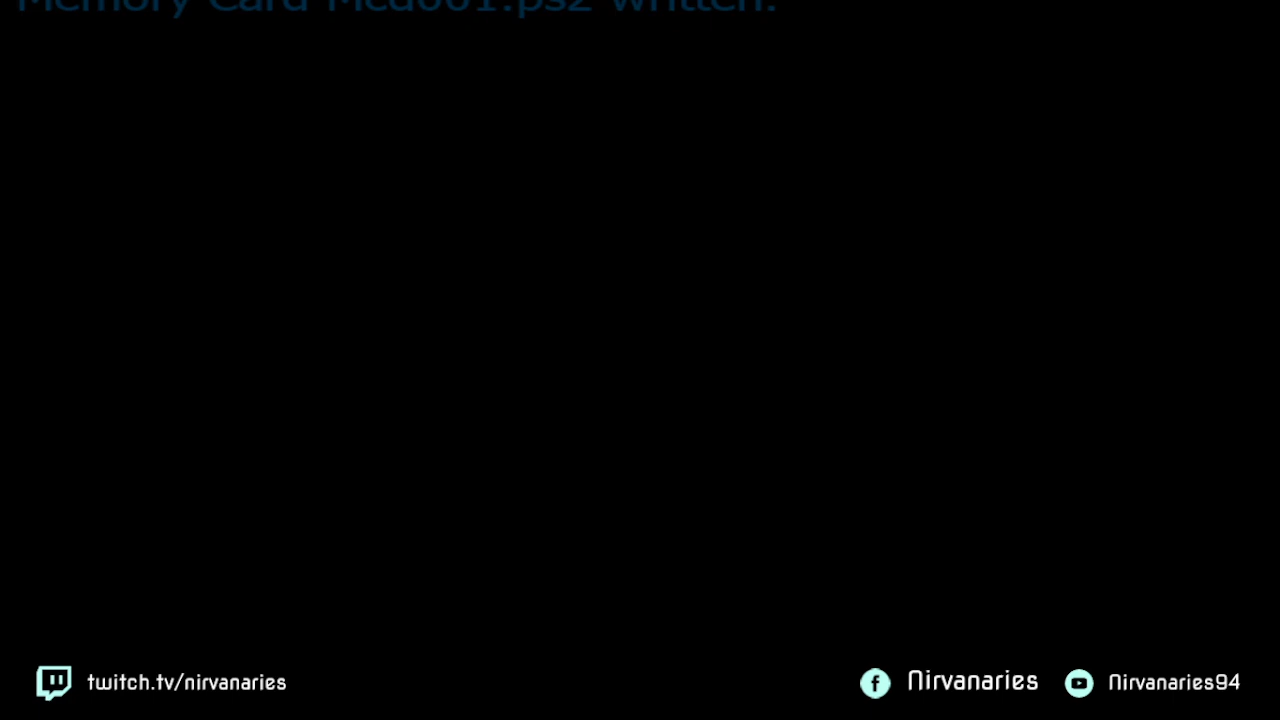 Memory Card Mcd001.ps2 written.
twitch.tv/nirvanaries
Nirvanaries
Nirvanaries94